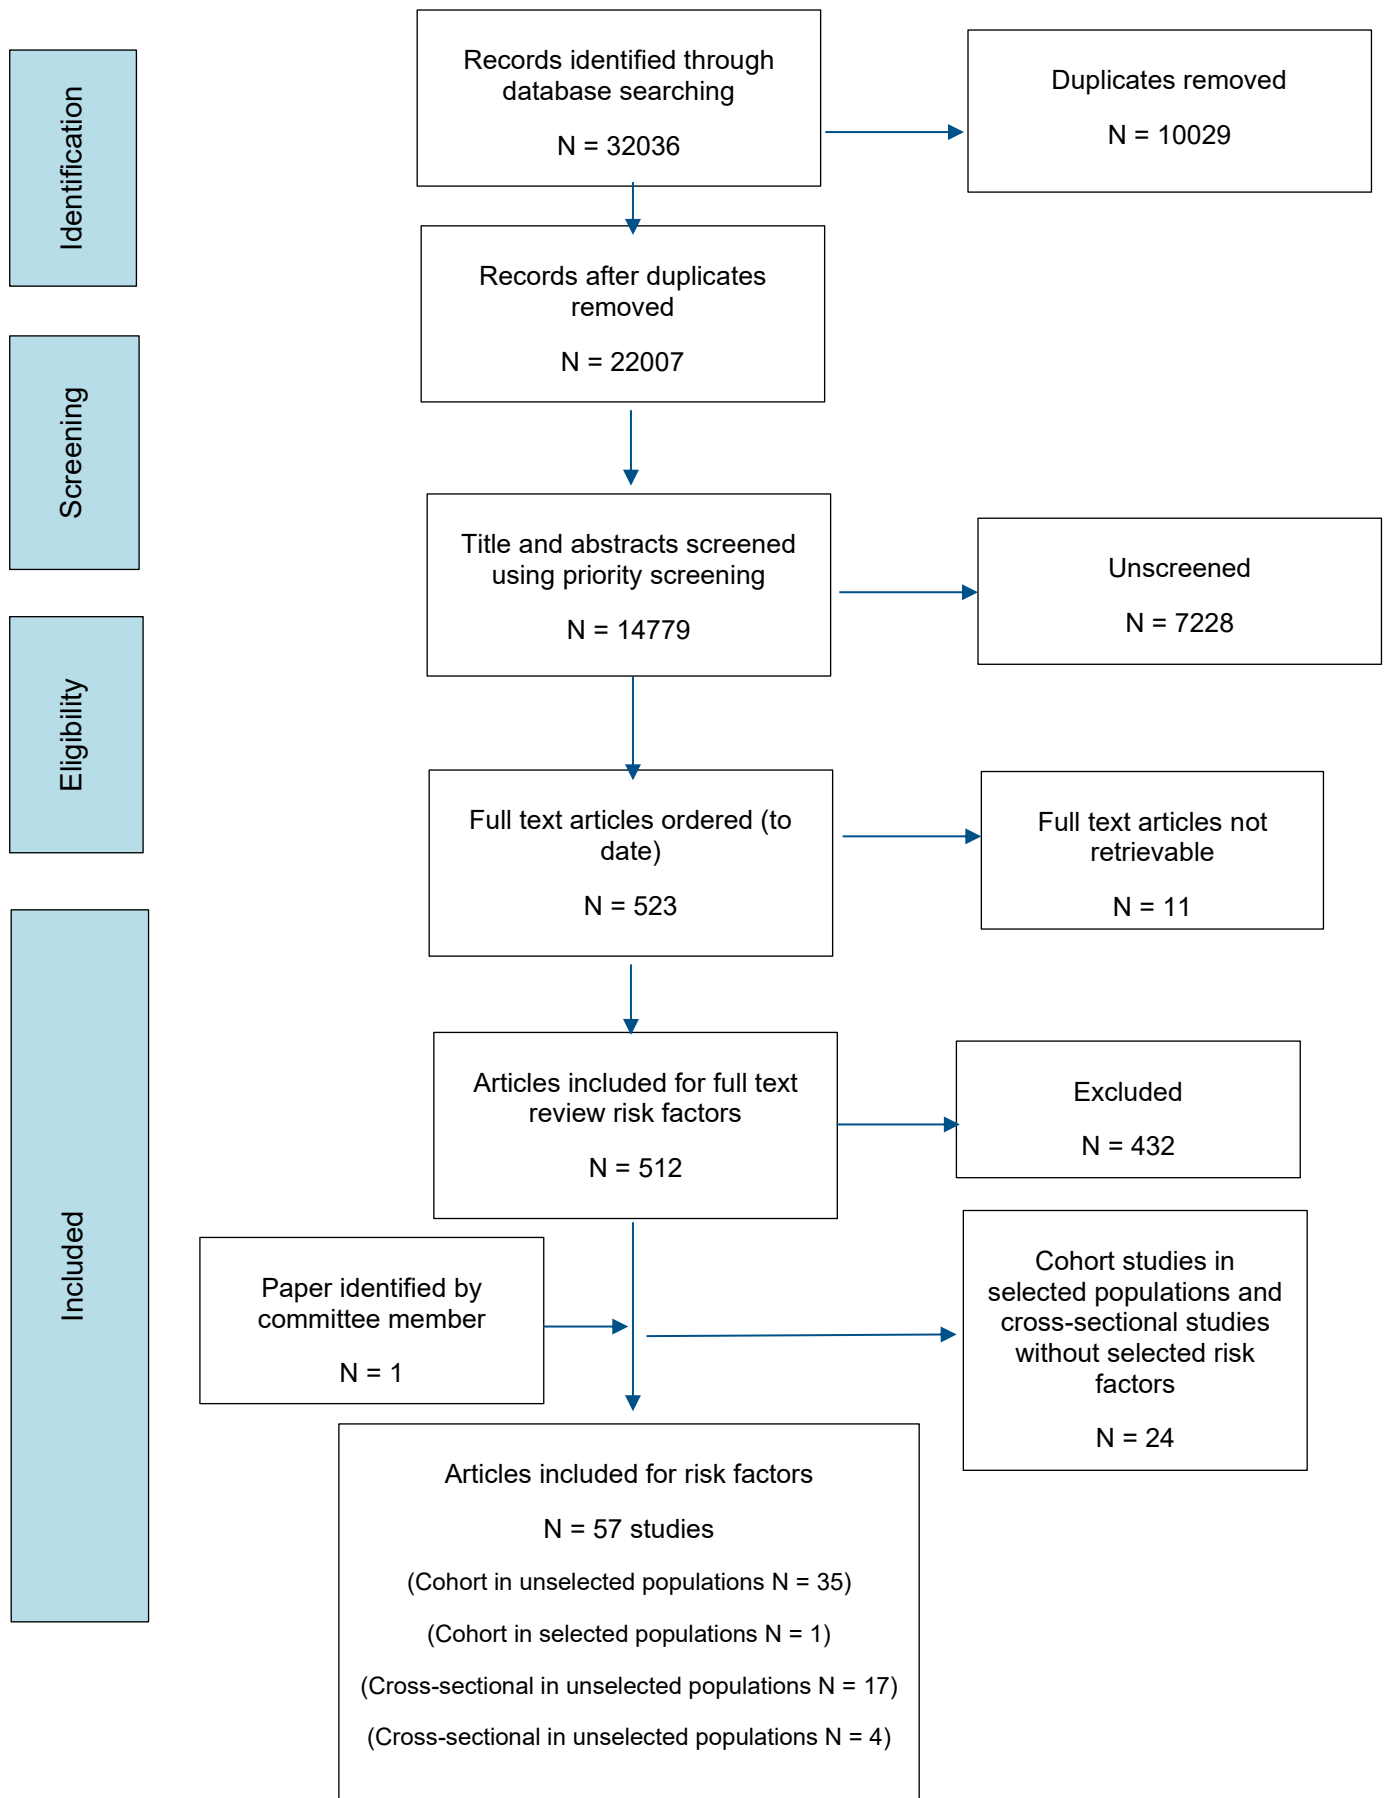 Identification
Records identified through
database searching
N = 32036
Duplicates removed
N = 10029
Records after duplicates
removed
N = 22007
Screening
Title and abstracts screened
using priority screening
N = 14779
Unscreened
N = 7228
Eligibility
Full text articles ordered (to
date)
N = 523
Full text articles not
retrievable
N = 11
Included
Articles included for full text
review risk factors
N = 512
Excluded
N = 432
Paper identified by
committee member
N = 1
Cohort studies in
selected populations and
cross-sectional studies
without selected risk
factors
N = 24
Articles included for risk factors
N = 57 studies
(Cohort in unselected populations N = 35)
(Cohort in selected populations N = 1)
(Cross-sectional in unselected populations N = 17)
(Cross-sectional in unselected populations N = 4)